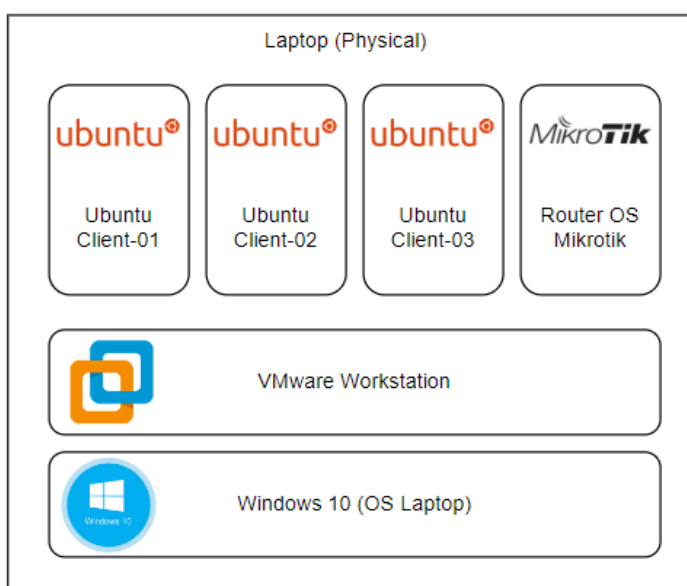 Laptop (Physical)
ubuntu® ubuntu® ubuntu® MikroTik
Ubuntu Ubuntu Ubuntu Router OS
Client-01 Client-02 Client-03 Mikrotik
VMware Workstation
Windows 10 (OS Laptop)
Windows 10